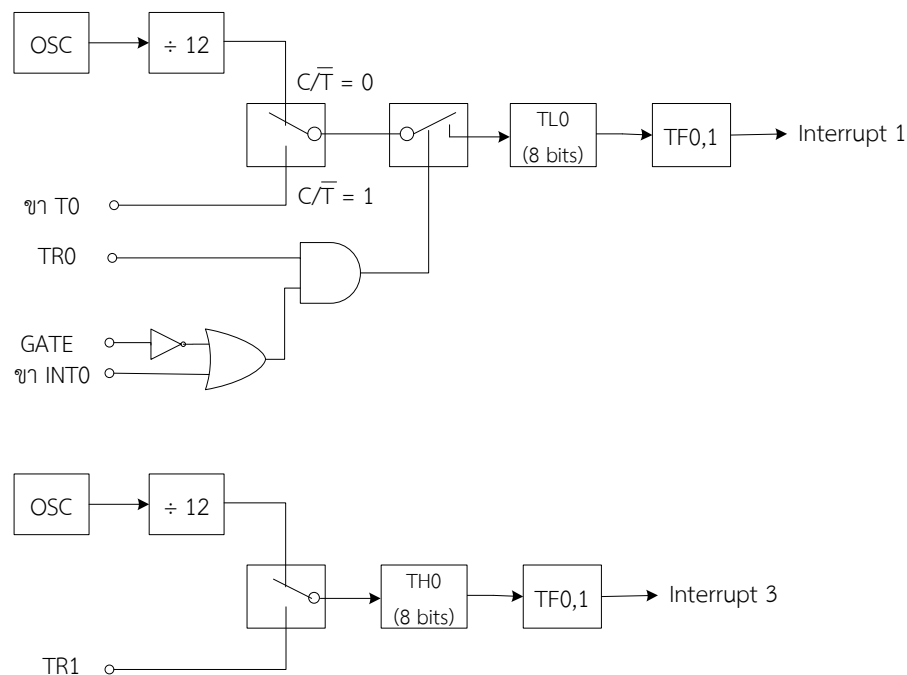 OSC
÷ 12
C/T̅ = 0
TL0
(8 bits)
TF0,1
Interrupt 1
C/T̅ = 1
ขา T0
TR0
GATE
ขา INT0
OSC
÷ 12
TH0
(8 bits)
TF0,1
Interrupt 3
TR1